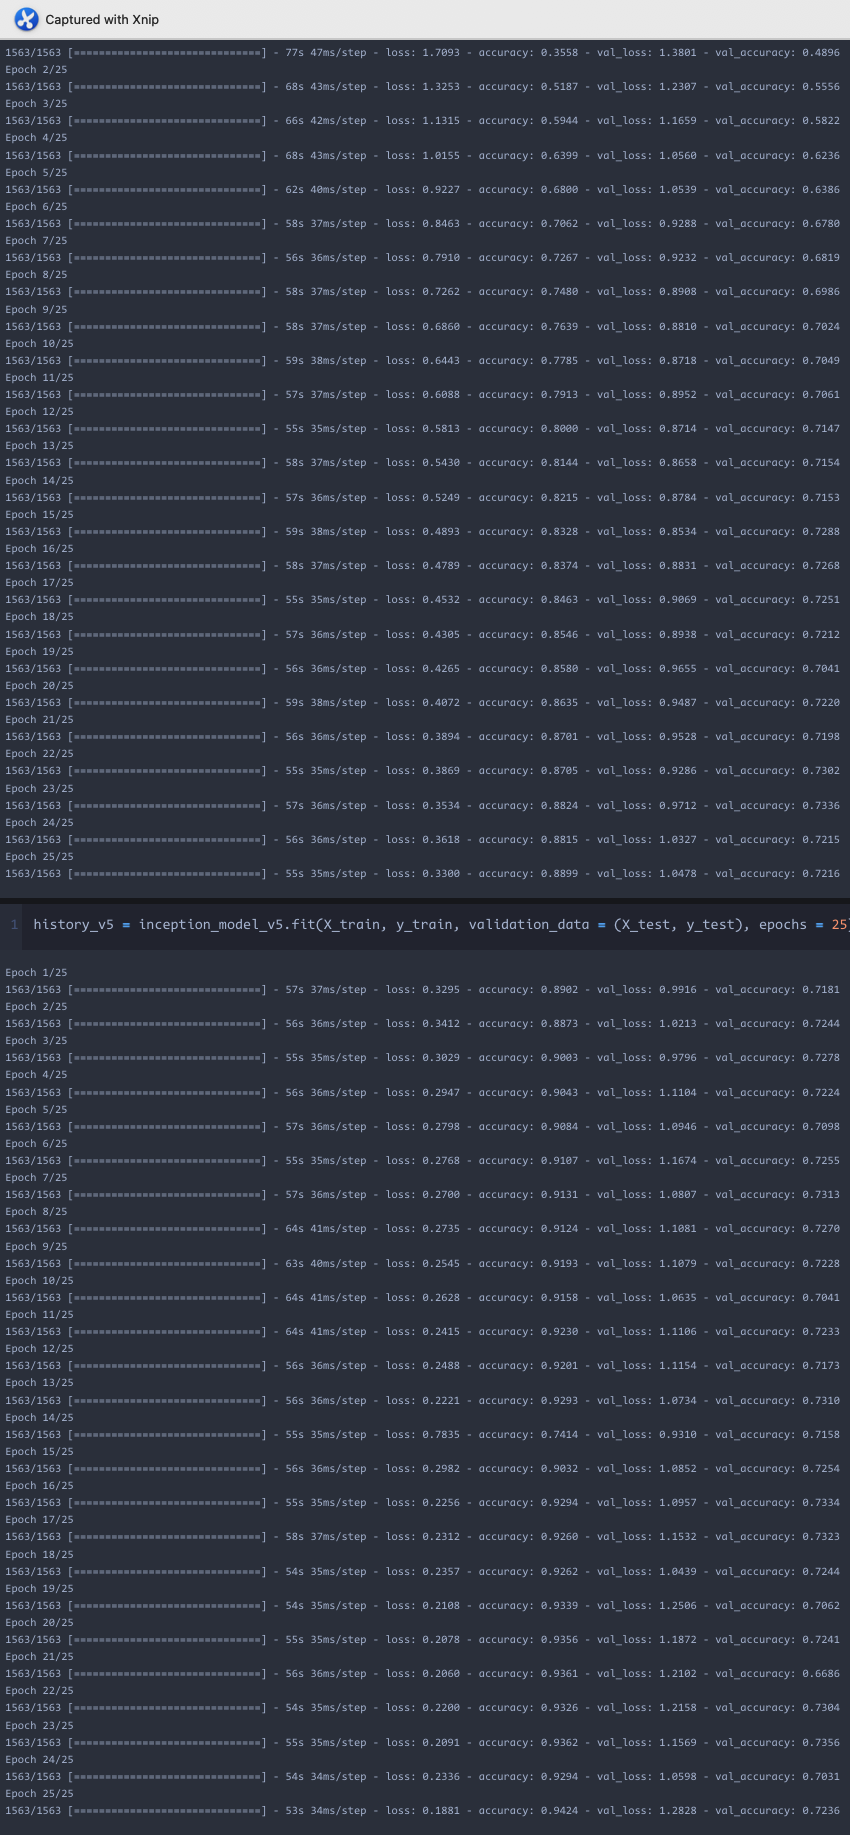 Captured with Xnip
1563/1563 [==============================] - 77s 47ms/step - loss: 1.7093 - accuracy: 0.3558 - val_loss: 1.3801 - val_accuracy: 0.4896
Epoch 2/25
1563/1563 [==============================] - 68s 43ms/step - loss: 1.3253 - accuracy: 0.5187 - val_loss: 1.2307 - val_accuracy: 0.5556
Epoch 3/25
1563/1563 [==============================] - 66s 42ms/step - loss: 1.1315 - accuracy: 0.5944 - val_loss: 1.1659 - val_accuracy: 0.5822
Epoch 4/25
1563/1563 [==============================] - 68s 43ms/step - loss: 1.0155 - accuracy: 0.6399 - val_loss: 1.0560 - val_accuracy: 0.6236
Epoch 5/25
1563/1563 [==============================] - 62s 40ms/step - loss: 0.9227 - accuracy: 0.6800 - val_loss: 1.0539 - val_accuracy: 0.6386
Epoch 6/25
1563/1563 [==============================] - 58s 37ms/step - loss: 0.8463 - accuracy: 0.7062 - val_loss: 0.9288 - val_accuracy: 0.6780
Epoch 7/25
1563/1563 [==============================] - 56s 36ms/step - loss: 0.7910 - accuracy: 0.7267 - val_loss: 0.9232 - val_accuracy: 0.6819
Epoch 8/25
1563/1563 [==============================] - 58s 37ms/step - loss: 0.7262 - accuracy: 0.7480 - val_loss: 0.8908 - val_accuracy: 0.6986
Epoch 9/25
1563/1563 [==============================] - 58s 37ms/step - loss: 0.6860 - accuracy: 0.7639 - val_loss: 0.8810 - val_accuracy: 0.7024
Epoch 10/25
1563/1563 [==============================] - 59s 38ms/step - loss: 0.6443 - accuracy: 0.7785 - val_loss: 0.8718 - val_accuracy: 0.7049
Epoch 11/25
1563/1563 [==============================] - 57s 37ms/step - loss: 0.6088 - accuracy: 0.7913 - val_loss: 0.8952 - val_accuracy: 0.7061
Epoch 12/25
1563/1563 [==============================] - 55s 35ms/step - loss: 0.5813 - accuracy: 0.8000 - val_loss: 0.8714 - val_accuracy: 0.7147
Epoch 13/25
1563/1563 [==============================] - 58s 37ms/step - loss: 0.5430 - accuracy: 0.8144 - val_loss: 0.8658 - val_accuracy: 0.7154
Epoch 14/25
1563/1563 [==============================] - 57s 36ms/step - loss: 0.5249 - accuracy: 0.8215 - val_loss: 0.8784 - val_accuracy: 0.7153
Epoch 15/25
1563/1563 [==============================] - 59s 38ms/step - loss: 0.4893 - accuracy: 0.8328 - val_loss: 0.8534 - val_accuracy: 0.7288
Epoch 16/25
1563/1563 [==============================] - 58s 37ms/step - loss: 0.4789 - accuracy: 0.8374 - val_loss: 0.8831 - val_accuracy: 0.7268
Epoch 17/25
1563/1563 [==============================] - 55s 35ms/step - loss: 0.4532 - accuracy: 0.8463 - val_loss: 0.9069 - val_accuracy: 0.7251
Epoch 18/25
1563/1563 [==============================] - 57s 36ms/step - loss: 0.4305 - accuracy: 0.8546 - val_loss: 0.8938 - val_accuracy: 0.7212
Epoch 19/25
1563/1563 [==============================] - 56s 36ms/step - loss: 0.4265 - accuracy: 0.8580 - val_loss: 0.9655 - val_accuracy: 0.7041
Epoch 20/25
1563/1563 [==============================] - 59s 38ms/step - loss: 0.4072 - accuracy: 0.8635 - val_loss: 0.9487 - val_accuracy: 0.7220
Epoch 21/25
1563/1563 [==============================] - 56s 36ms/step - loss: 0.3894 - accuracy: 0.8701 - val_loss: 0.9528 - val_accuracy: 0.7198
Epoch 22/25
1563/1563 [==============================] - 55s 35ms/step - loss: 0.3869 - accuracy: 0.8705 - val_loss: 0.9286 - val_accuracy: 0.7302
Epoch 23/25
1563/1563 [==============================] - 57s 36ms/step - loss: 0.3534 - accuracy: 0.8824 - val_loss: 0.9712 - val_accuracy: 0.7336
Epoch 24/25
1563/1563 [==============================] - 56s 36ms/step - loss: 0.3618 - accuracy: 0.8815 - val_loss: 1.0327 - val_accuracy: 0.7215
Epoch 25/25
1563/1563 [==============================] - 55s 35ms/step - loss: 0.3300 - accuracy: 0.8899 - val_loss: 1.0478 - val_accuracy: 0.7216
1 history_v5 = inception_model_v5.fit(X_train, y_train, validation_data = (X_test, y_test), epochs = 25)
Epoch 1/25
1563/1563 [==============================] - 57s 37ms/step - loss: 0.3295 - accuracy: 0.8902 - val_loss: 0.9916 - val_accuracy: 0.7181
Epoch 2/25
1563/1563 [==============================] - 56s 36ms/step - loss: 0.3412 - accuracy: 0.8873 - val_loss: 1.0213 - val_accuracy: 0.7244
Epoch 3/25
1563/1563 [==============================] - 55s 35ms/step - loss: 0.3029 - accuracy: 0.9003 - val_loss: 0.9796 - val_accuracy: 0.7278
Epoch 4/25
1563/1563 [==============================] - 56s 36ms/step - loss: 0.2947 - accuracy: 0.9043 - val_loss: 1.1104 - val_accuracy: 0.7224
Epoch 5/25
1563/1563 [==============================] - 57s 36ms/step - loss: 0.2798 - accuracy: 0.9084 - val_loss: 1.0946 - val_accuracy: 0.7098
Epoch 6/25
1563/1563 [==============================] - 55s 35ms/step - loss: 0.2768 - accuracy: 0.9107 - val_loss: 1.1674 - val_accuracy: 0.7255
Epoch 7/25
1563/1563 [==============================] - 57s 36ms/step - loss: 0.2700 - accuracy: 0.9131 - val_loss: 1.0807 - val_accuracy: 0.7313
Epoch 8/25
1563/1563 [==============================] - 64s 41ms/step - loss: 0.2735 - accuracy: 0.9124 - val_loss: 1.1081 - val_accuracy: 0.7270
Epoch 9/25
1563/1563 [==============================] - 63s 40ms/step - loss: 0.2545 - accuracy: 0.9193 - val_loss: 1.1079 - val_accuracy: 0.7228
Epoch 10/25
1563/1563 [==============================] - 64s 41ms/step - loss: 0.2628 - accuracy: 0.9158 - val_loss: 1.0635 - val_accuracy: 0.7041
Epoch 11/25
1563/1563 [==============================] - 64s 41ms/step - loss: 0.2415 - accuracy: 0.9230 - val_loss: 1.1106 - val_accuracy: 0.7233
Epoch 12/25
1563/1563 [==============================] - 56s 36ms/step - loss: 0.2488 - accuracy: 0.9201 - val_loss: 1.1154 - val_accuracy: 0.7173
Epoch 13/25
1563/1563 [==============================] - 56s 36ms/step - loss: 0.2221 - accuracy: 0.9293 - val_loss: 1.0734 - val_accuracy: 0.7310
Epoch 14/25
1563/1563 [==============================] - 55s 35ms/step - loss: 0.7835 - accuracy: 0.7414 - val_loss: 0.9310 - val_accuracy: 0.7158
Epoch 15/25
1563/1563 [==============================] - 56s 36ms/step - loss: 0.2982 - accuracy: 0.9032 - val_loss: 1.0852 - val_accuracy: 0.7254
Epoch 16/25
1563/1563 [==============================] - 55s 35ms/step - loss: 0.2256 - accuracy: 0.9294 - val_loss: 1.0957 - val_accuracy: 0.7334
Epoch 17/25
1563/1563 [==============================] - 58s 37ms/step - loss: 0.2312 - accuracy: 0.9260 - val_loss: 1.1532 - val_accuracy: 0.7323
Epoch 18/25
1563/1563 [==============================] - 54s 35ms/step - loss: 0.2357 - accuracy: 0.9262 - val_loss: 1.0439 - val_accuracy: 0.7244
Epoch 19/25
1563/1563 [==============================] - 54s 35ms/step - loss: 0.2108 - accuracy: 0.9339 - val_loss: 1.2506 - val_accuracy: 0.7062
Epoch 20/25
1563/1563 [==============================] - 55s 35ms/step - loss: 0.2078 - accuracy: 0.9356 - val_loss: 1.1872 - val_accuracy: 0.7241
Epoch 21/25
1563/1563 [==============================] - 56s 36ms/step - loss: 0.2060 - accuracy: 0.9361 - val_loss: 1.2102 - val_accuracy: 0.6686
Epoch 22/25
1563/1563 [==============================] - 54s 35ms/step - loss: 0.2200 - accuracy: 0.9326 - val_loss: 1.2158 - val_accuracy: 0.7304
Epoch 23/25
1563/1563 [==============================] - 55s 35ms/step - loss: 0.2091 - accuracy: 0.9362 - val_loss: 1.1569 - val_accuracy: 0.7356
Epoch 24/25
1563/1563 [==============================] - 54s 34ms/step - loss: 0.2336 - accuracy: 0.9294 - val_loss: 1.0598 - val_accuracy: 0.7031
Epoch 25/25
1563/1563 [==============================] - 53s 34ms/step - loss: 0.1881 - accuracy: 0.9424 - val_loss: 1.2828 - val_accuracy: 0.7236